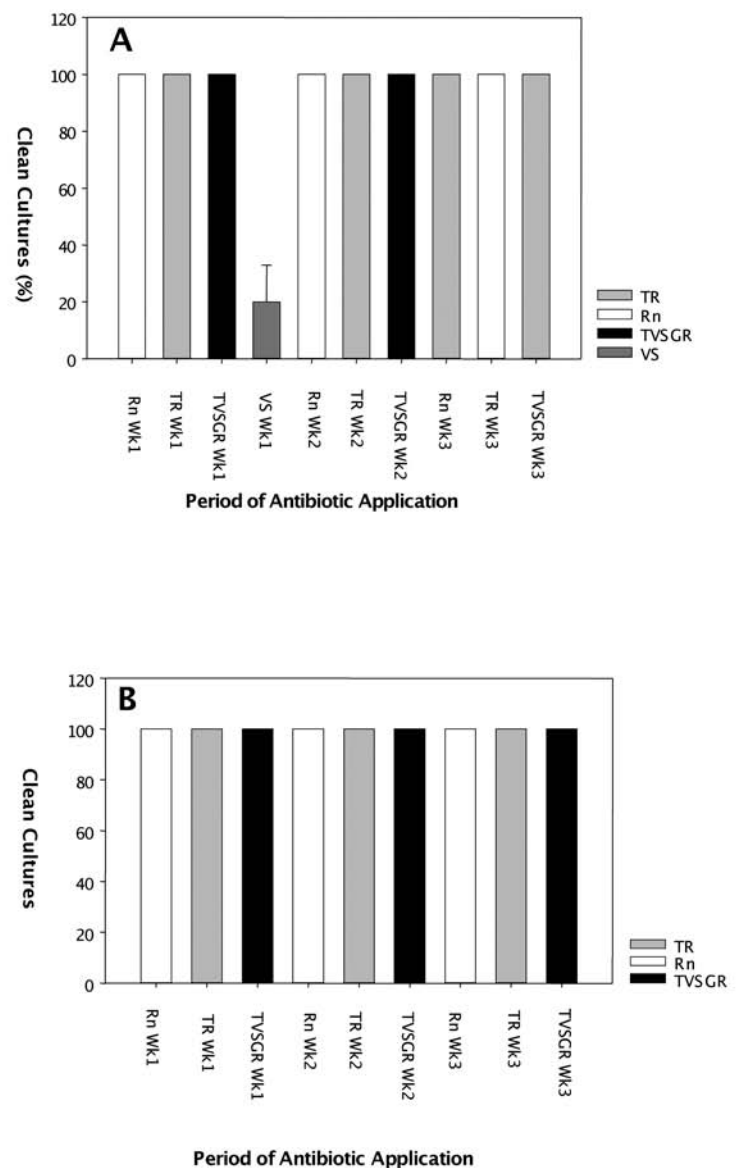 A
120
100
80
60
40
20
0
Clean Cultures (%)
TR
Rn
TVSGR
VS
Rn Wk1
TR Wk1
TVSGR Wk1
VS Wk1
Rn Wk2
TR Wk2
TVSGR Wk2
Rn Wk3
TR Wk3
TVSGR Wk3
Period of Antibiotic Application
B
120
100
80
60
40
20
0
Clean Cultures
TR
Rn
TVSGR
Rn Wk1
TR Wk1
TVSGR Wk1
Rn Wk2
TR Wk2
TVSGR Wk2
Rn Wk3
TR Wk3
TVSGR Wk3
Period of Antibiotic Application